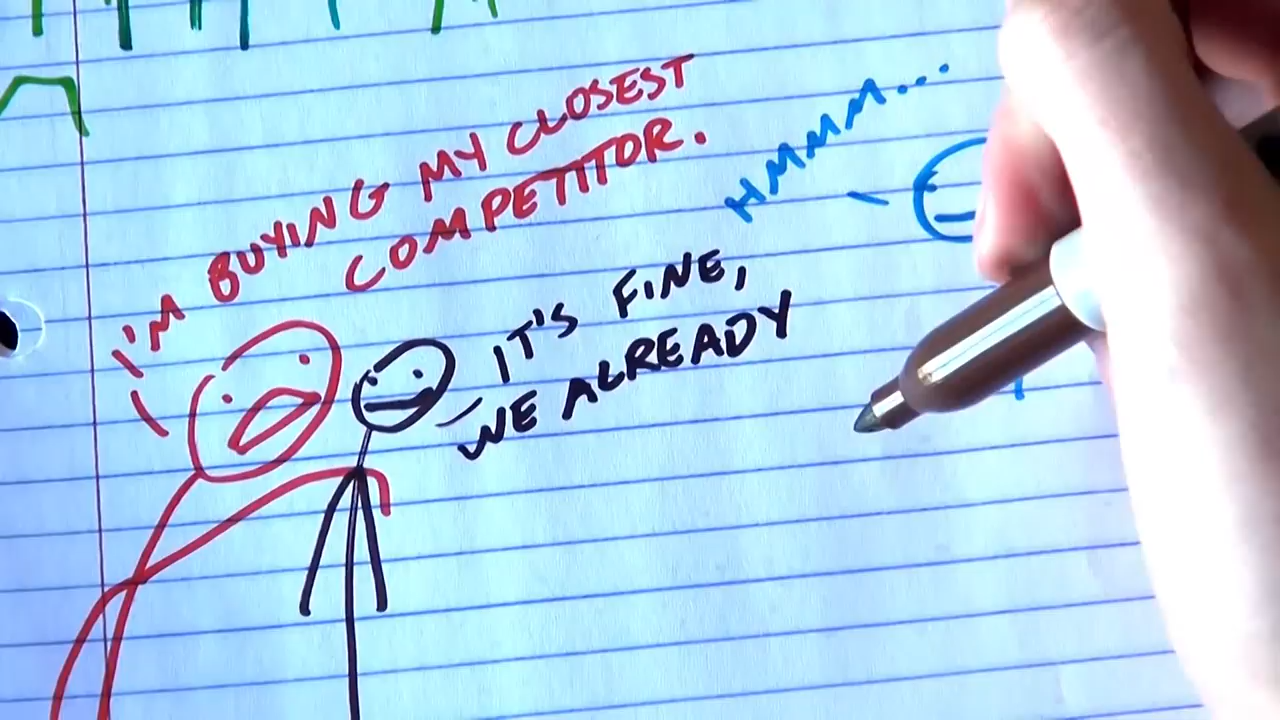 I'M BUYING MY CLOSEST
COMPETITOR.
HMMM...
IT'S FINE,
WE ALREADY